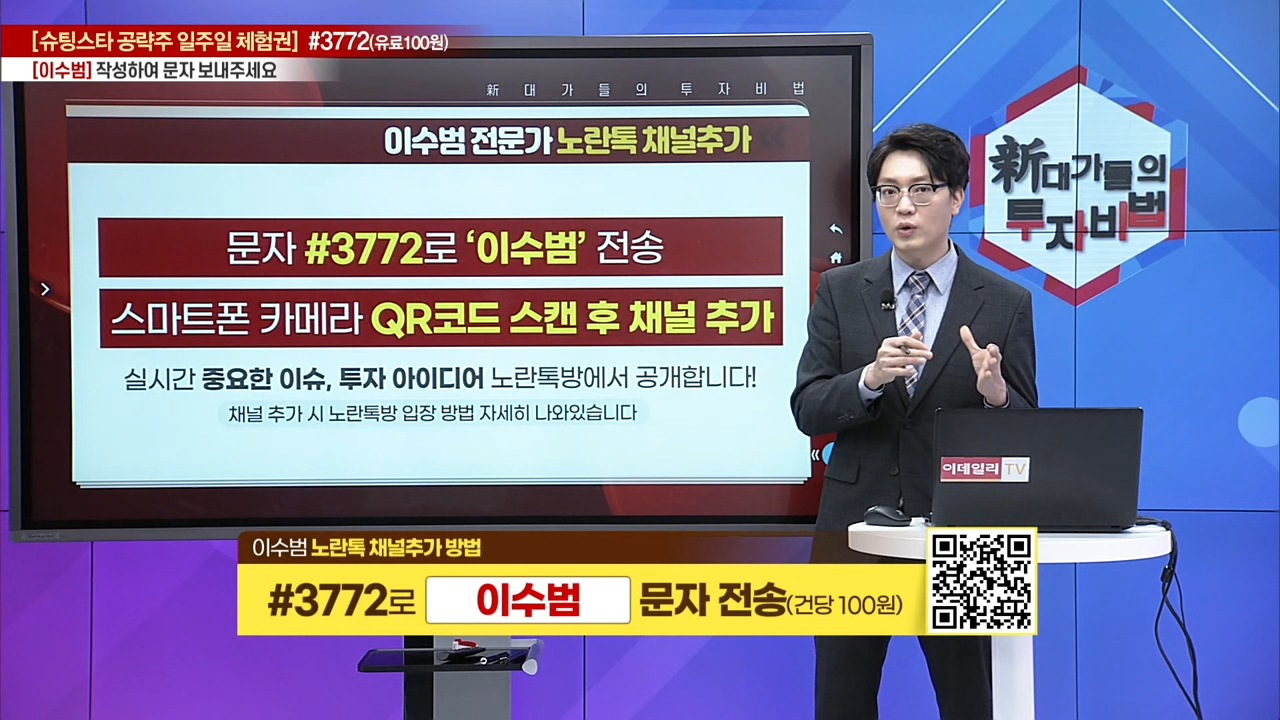 [슈팅스타 공략주 일주일 체험권] #3772(유료100원)
[이수범] 작성하여 문자 보내주세요
新 대 가 들 의 투 자 비 법
이수범 전문가 노란톡 채널추가
문자 #3772로 ‘이수범’ 전송
스마트폰 카메라 QR코드 스캔 후 채널 추가
실시간 중요한 이슈, 투자 아이디어 노란톡방에서 공개합니다!
채널 추가 시 노란톡방 입장 방법 자세히 나와있습니다
新대가들의
투자비법
이데일리 TV
이수범 노란톡 채널추가 방법
#3772로 이수범 문자 전송(건당 100원)